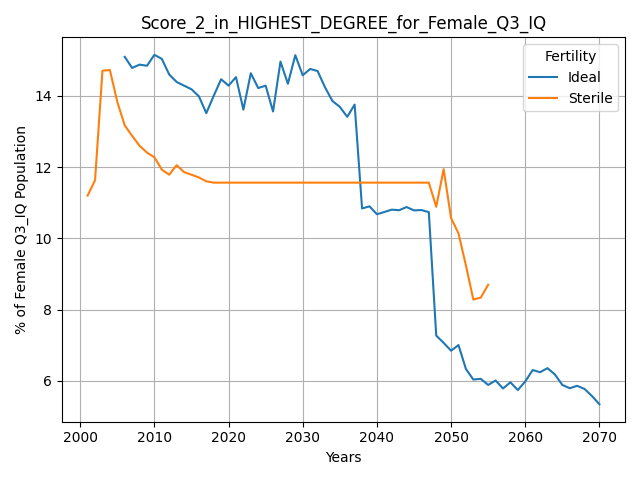 Score_2_in_HIGHEST_DEGREE_for_Female_Q3_IQ
Fertility
Ideal
Sterile
% of Female Q3_IQ Population
14
12
10
8
6
2000 2010 2020 2030 2040 2050 2060 2070
Years